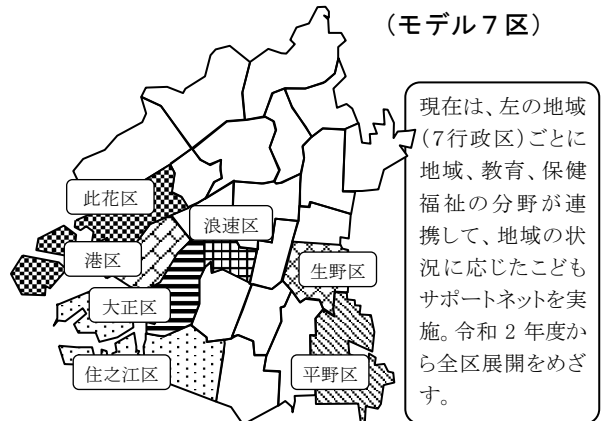 （モデル７区）
現在は、左の地域
（7行政区）ごとに
地域、教育、保健
福祉の分野が連
携して、地域の状
況に応じたこども
サポートネットを実
施。令和 2 年度か
ら全区展開をめざ
す。
此花区
浪速区
港区
生野区
大正区
住之江区
平野区